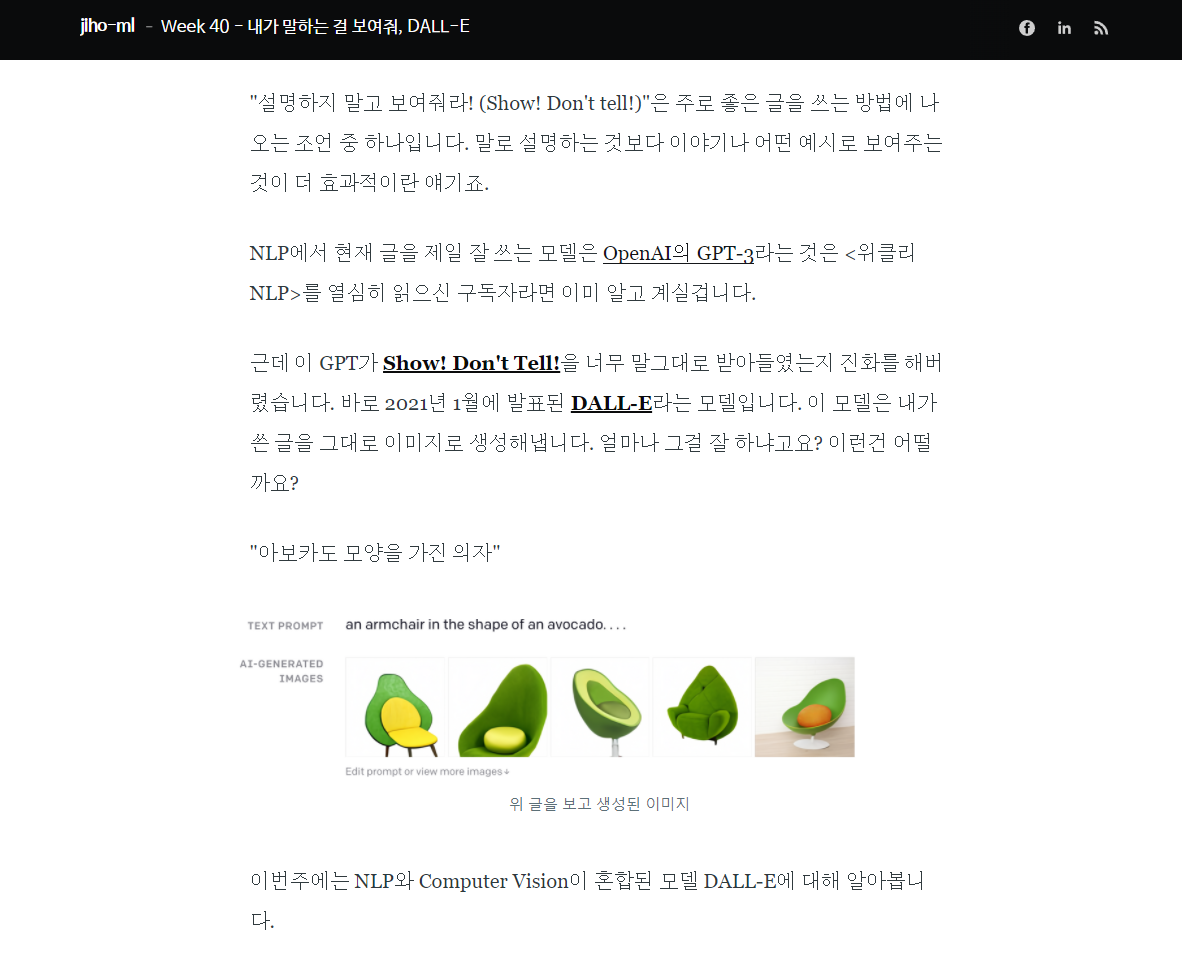 jiho-ml - Week 40 - 내가 말하는 걸 보여줘, DALL-E
"설명하지 말고 보여줘라! (Show! Don't tell!)"은 주로 좋은 글을 쓰는 방법에 나
오는 조언 중 하나입니다. 말로 설명하는 것보다 이야기나 어떤 예시로 보여주는
것이 더 효과적이란 얘기죠.
NLP에서 현재 글을 제일 잘 쓰는 모델은 OpenAI의 GPT-3라는 것은 <위클리
NLP>를 열심히 읽으신 구독자라면 이미 알고 계실겁니다.
근데 이 GPT가 Show! Don't Tell!을 너무 말그대로 받아들였는지 진화를 해버
렸습니다. 바로 2021년 1월에 발표된 DALL-E라는 모델입니다. 이 모델은 내가
쓴 글을 그대로 이미지로 생성해냅니다. 얼마나 그걸 잘 하냐고요? 이런건 어떨
까요?
"아보카도 모양을 가진 의자"
TEXT PROMPT an armchair in the shape of an avocado. . . .
AI-GENERATED
IMAGES
Edit prompt or view more images↓
위 글을 보고 생성된 이미지
이번주에는 NLP와 Computer Vision이 혼합된 모델 DALL-E에 대해 알아봅니
다.